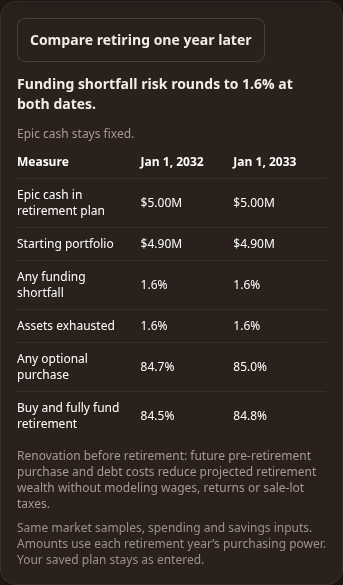 Compare retiring one year later
Funding shortfall risk rounds to 1.6% at
both dates.
Epic cash stays fixed.
Measure Jan 1, 2032 Jan 1, 2033
Epic cash in
retirement plan $5.00M $5.00M
Starting portfolio $4.90M $4.90M
Any funding
shortfall 1.6% 1.6%
Assets exhausted 1.6% 1.6%
Any optional
purchase 84.7% 85.0%
Buy and fully fund
retirement 84.5% 84.8%
Renovation before retirement: future pre-retirement
purchase and debt costs reduce projected retirement
wealth without modeling wages, returns or sale-lot
taxes.
Same market samples, spending and savings inputs.
Amounts use each retirement year's purchasing power.
Your saved plan stays as entered.